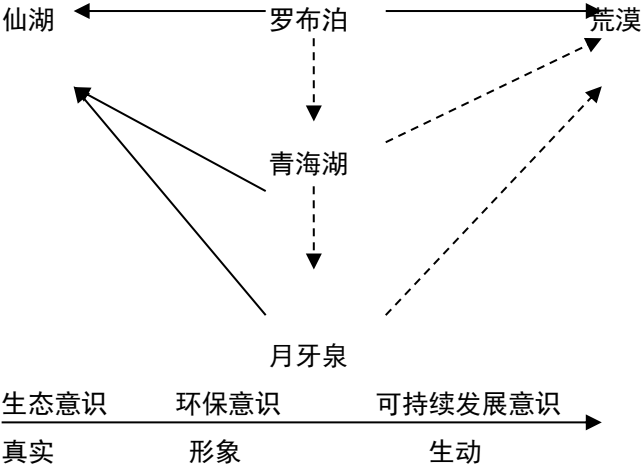 仙湖 罗布泊 荒漠
青海湖
月牙泉
生态意识 环保意识 可持续发展意识
真实 形象 生动